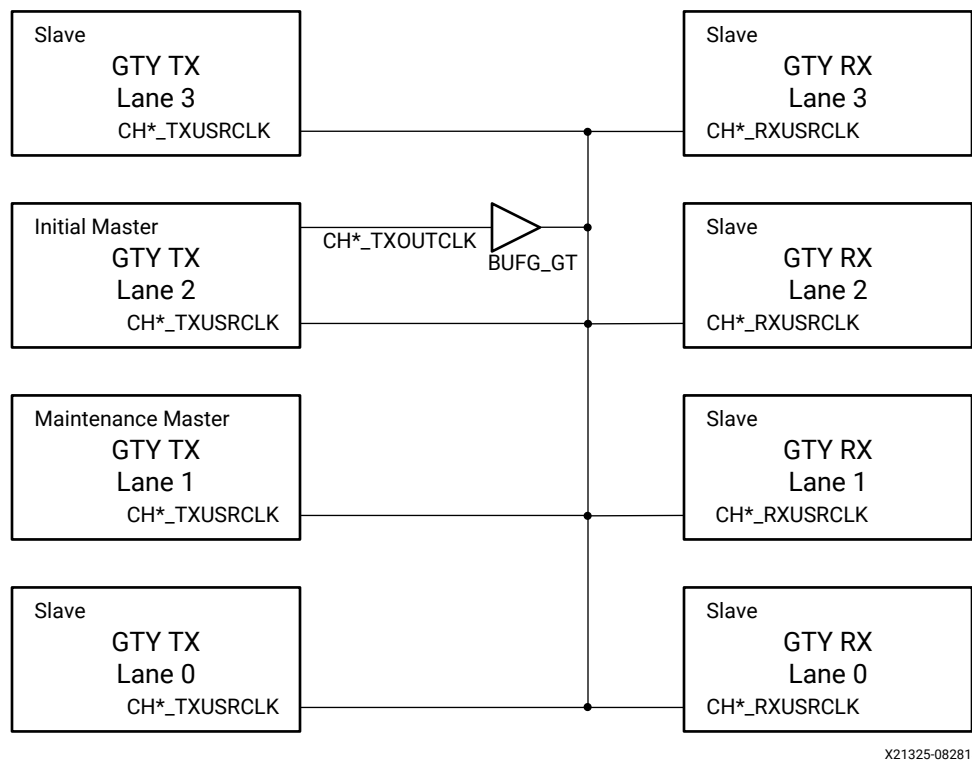 Slave
GTY TX
Lane 3
CH*_TXUSRCLK
Slave
GTY RX
Lane 3
CH*_RXUSRCLK
Initial Master
GTY TX
Lane 2
CH*_TXUSRCLK
CH*_TXOUTCLK
BUFG_GT
Slave
GTY RX
Lane 2
CH*_RXUSRCLK
Maintenance Master
GTY TX
Lane 1
CH*_TXUSRCLK
Slave
GTY RX
Lane 1
CH*_RXUSRCLK
Slave
GTY TX
Lane 0
CH*_TXUSRCLK
Slave
GTY RX
Lane 0
CH*_RXUSRCLK
X21325-08281